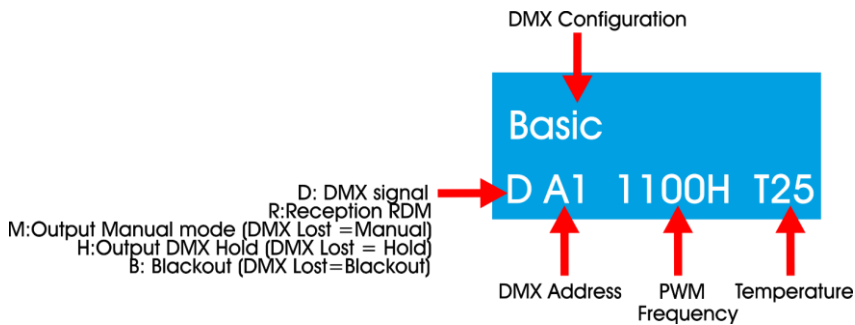 DMX Configuration
Basic
D A1 1100H T25
D: DMX signal
R:Reception RDM
M:Output Manual mode (DMX Lost =Manual)
H:Output DMX Hold (DMX Lost = Hold)
B: Blackout (DMX Lost=Blackout)
DMX Address
PWM
Frequency
Temperature